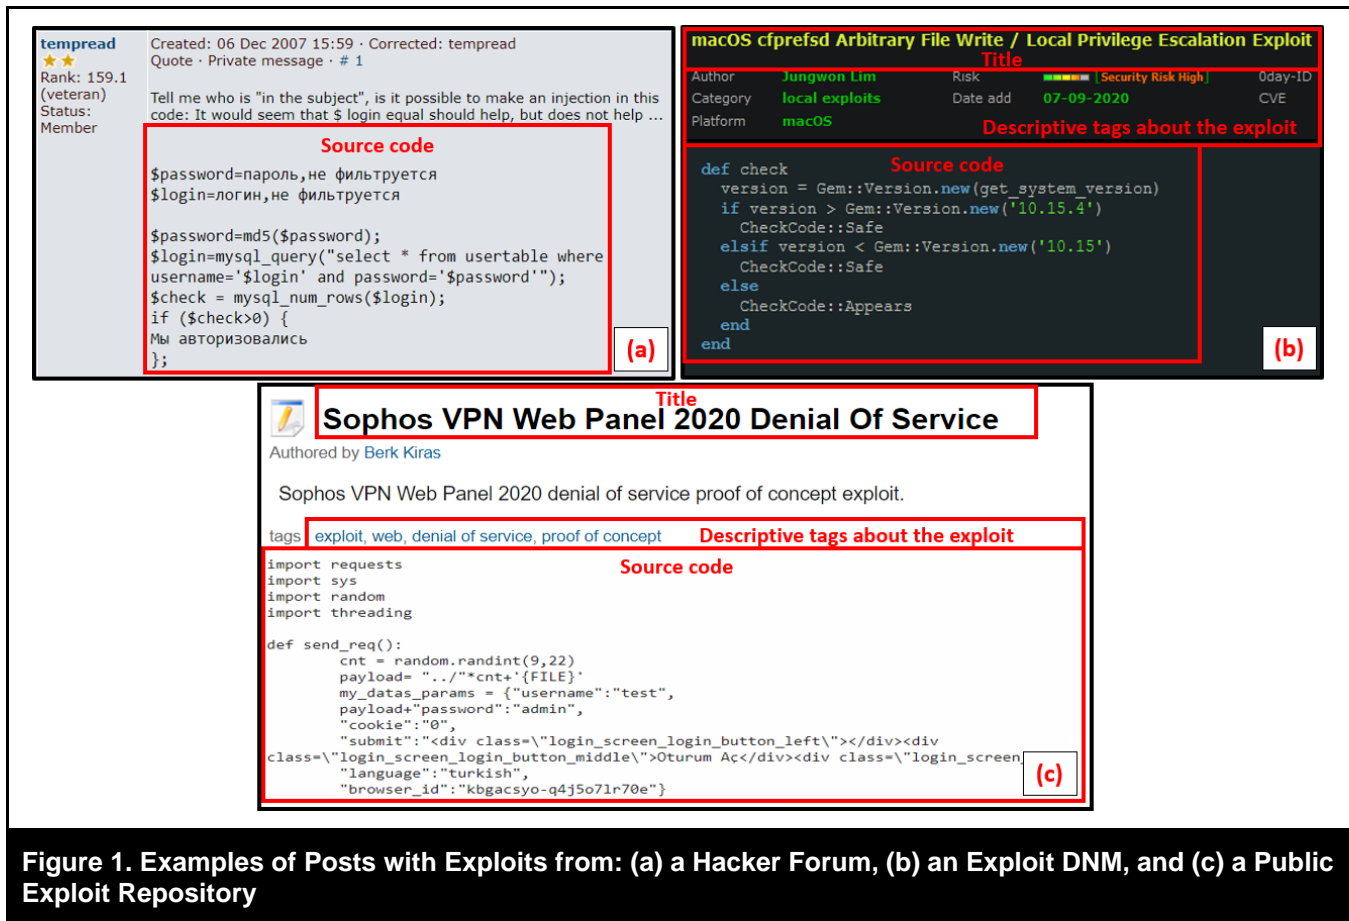 tempread
Rank: 159.1
(veteran)
Status:
Member
Created: 06 Dec 2007 15:59 · Corrected: tempread
Quote · Private message · # 1
Tell me who is "in the subject", is it possible to make an injection in this
code: It would seem that $ login equal should help, but does not help ...
Source code
$password=пароль,не фильтруется
$login=логин,не фильтруется
$password=md5($password);
$login=mysql_query("select * from usertable where
username='$login' and password='$password'");
$check = mysql_num_rows($login);
if ($check>0) {
Мы авторизовались
};
(a)
macOS cfprefsd Arbitrary File Write / Local Privilege Escalation Exploit
Title
Author Jungwon Lim Risk [Security Risk High] 0day-ID
Category local exploits Date add 07-09-2020 CVE
Platform macOS
Descriptive tags about the exploit
Source code
def check
version = Gem::Version.new(get_system_version)
if version > Gem::Version.new('10.15.4')
CheckCode::Safe
elsif version < Gem::Version.new('10.15')
CheckCode::Safe
else
CheckCode::Appears
end
end
(b)
Title
Sophos VPN Web Panel 2020 Denial Of Service
Authored by Berk Kiras
Sophos VPN Web Panel 2020 denial of service proof of concept exploit.
tags exploit, web, denial of service, proof of concept
Descriptive tags about the exploit
Source code
import requests
import sys
import random
import threading
def send_req():
cnt = random.randint(9,22)
payload= "../"*cnt+'{FILE}'
my_datas_params = {"username":"test",
payload+"password":"admin",
"cookie":"0",
"submit":"<div class=\"login_screen_login_button_left\"></div><div
class=\"login_screen_login_button_middle\">Oturum Aç</div><div class=\"login_screen
"language":"turkish",
"browser_id":"kbgacsyo-q4j5o7lr70e"}
(c)
Figure 1. Examples of Posts with Exploits from: (a) a Hacker Forum, (b) an Exploit DNM, and (c) a Public
Exploit Repository